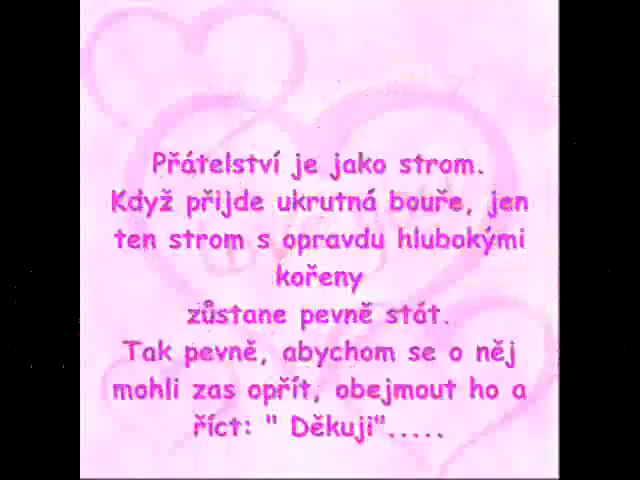 Přátelství je jako strom.
Když přijde ukrutná bouře, jen
ten strom s opravdu hlubokými
kořeny
zůstane pevně stát.
Tak pevně, abychom se o něj
mohli zas opřít, obejmout ho a
říct: " Děkuji".....